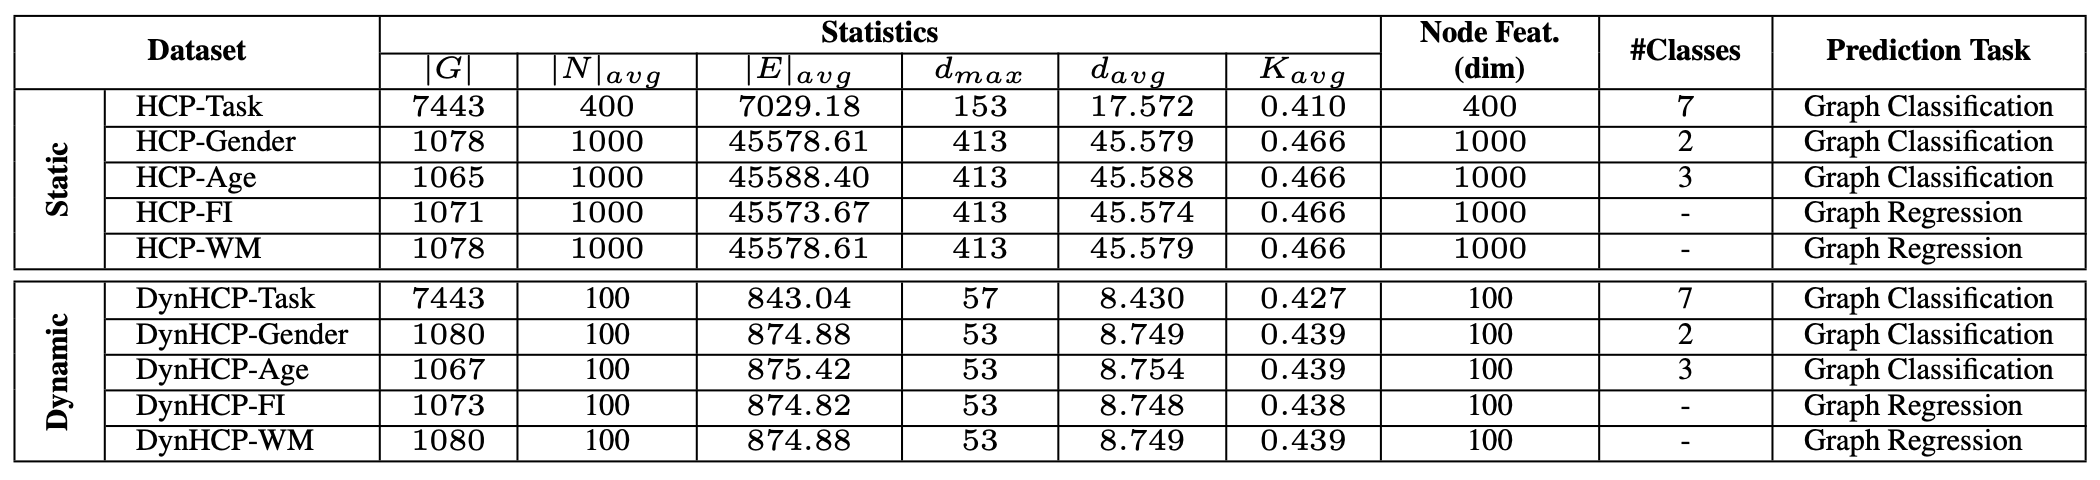 Dataset Statistics Node Feat. (dim) #Classes Prediction Task
|G| |N|avg |E|avg dmax davg Kavg
Static
HCP-Task 7443 400 7029.18 153 17.572 0.410 400 7 Graph Classification
HCP-Gender 1078 1000 45578.61 413 45.579 0.466 1000 2 Graph Classification
HCP-Age 1065 1000 45588.40 413 45.588 0.466 1000 3 Graph Classification
HCP-FI 1071 1000 45573.67 413 45.574 0.466 1000 - Graph Regression
HCP-WM 1078 1000 45578.61 413 45.579 0.466 1000 - Graph Regression
Dynamic
DynHCP-Task 7443 100 843.04 57 8.430 0.427 100 7 Graph Classification
DynHCP-Gender 1080 100 874.88 53 8.749 0.439 100 2 Graph Classification
DynHCP-Age 1067 100 875.42 53 8.754 0.439 100 3 Graph Classification
DynHCP-FI 1073 100 874.82 53 8.748 0.438 100 - Graph Regression
DynHCP-WM 1080 100 874.88 53 8.749 0.439 100 - Graph Regression